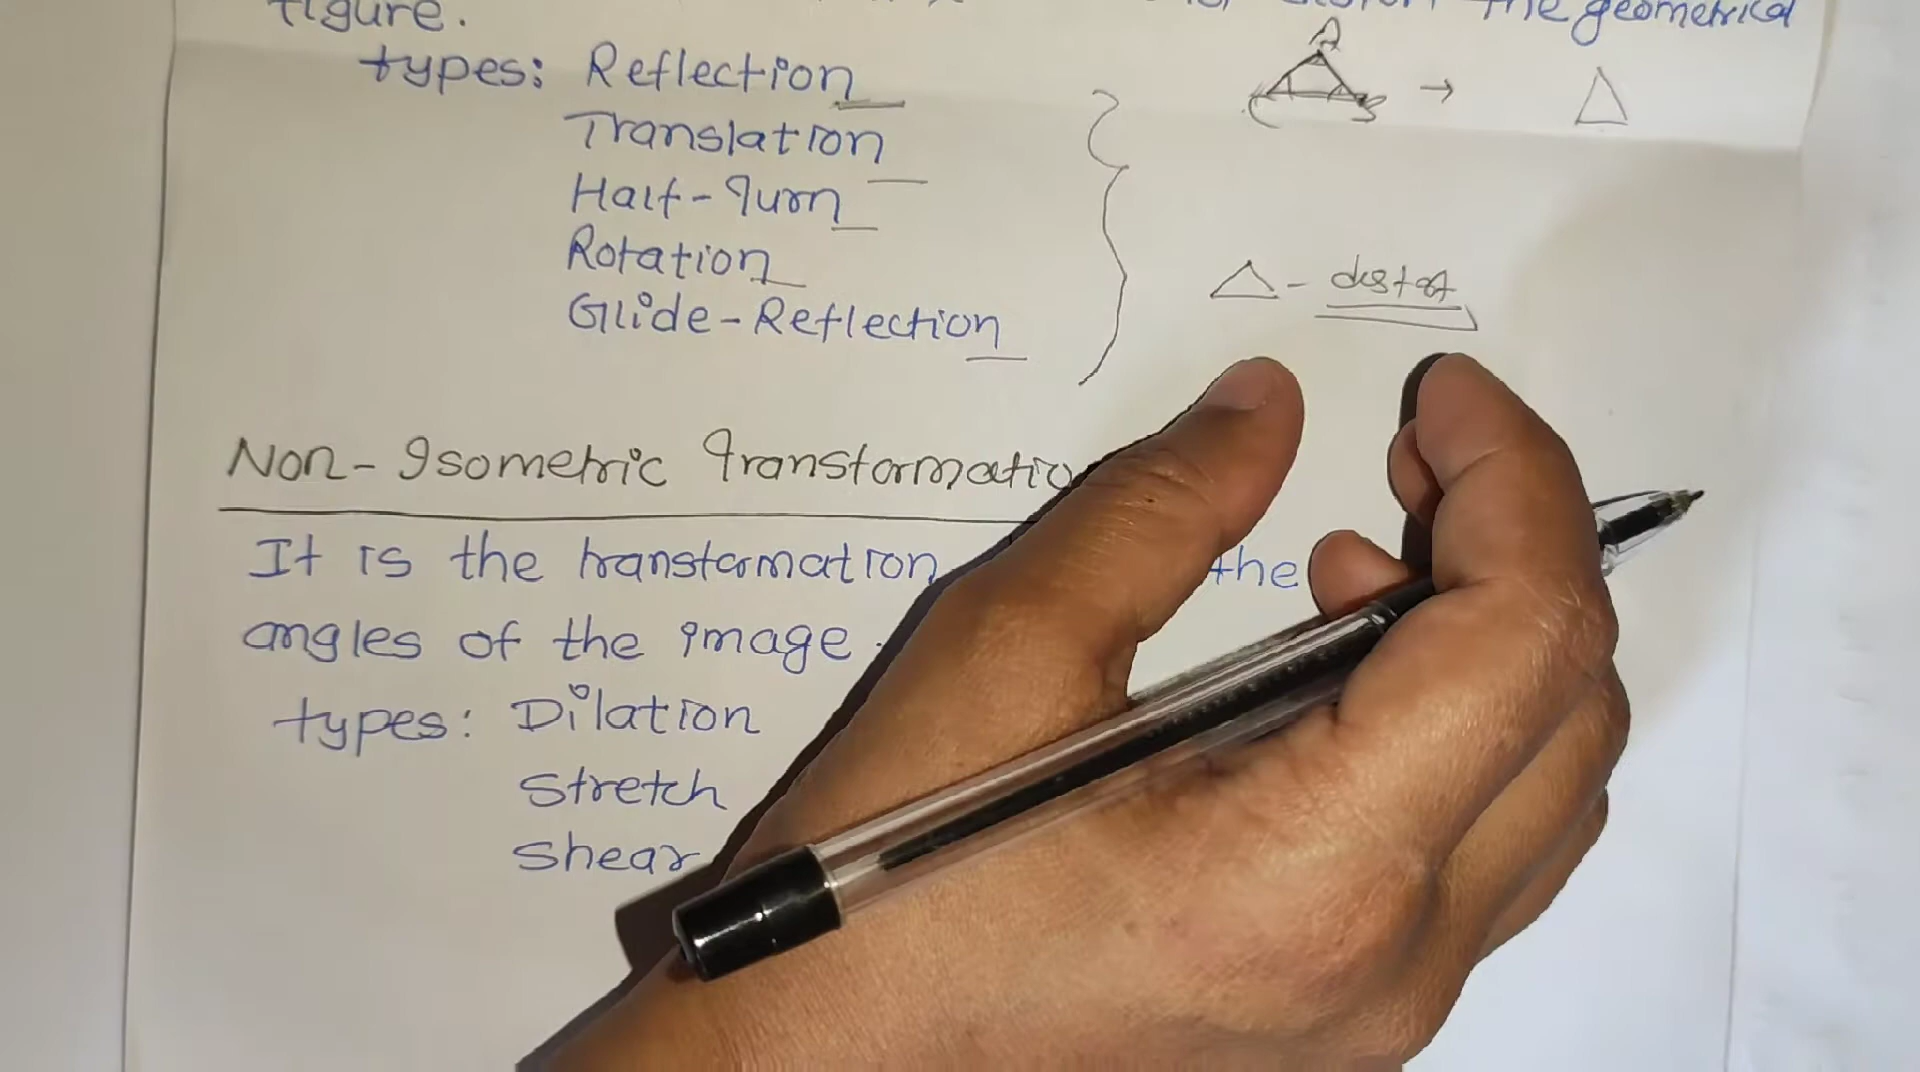 the geometrical
figure.
types: Reflection
Translation
Half-Turn
Rotation
Glide-Reflection
A
C B →
Δ - distort
Non-Isometric Transformatio
It is the transformation the
angles of the image.
types: Dilation
Stretch
Shear